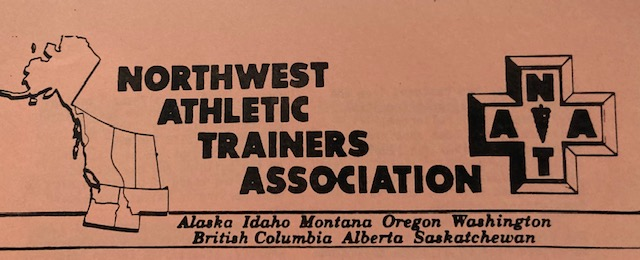 NORTHWEST
ATHLETIC
TRAINERS
ASSOCIATION
N
A A
T
Alaska Idaho Montana Oregon Washington
British Columbia Alberta Saskatchewan